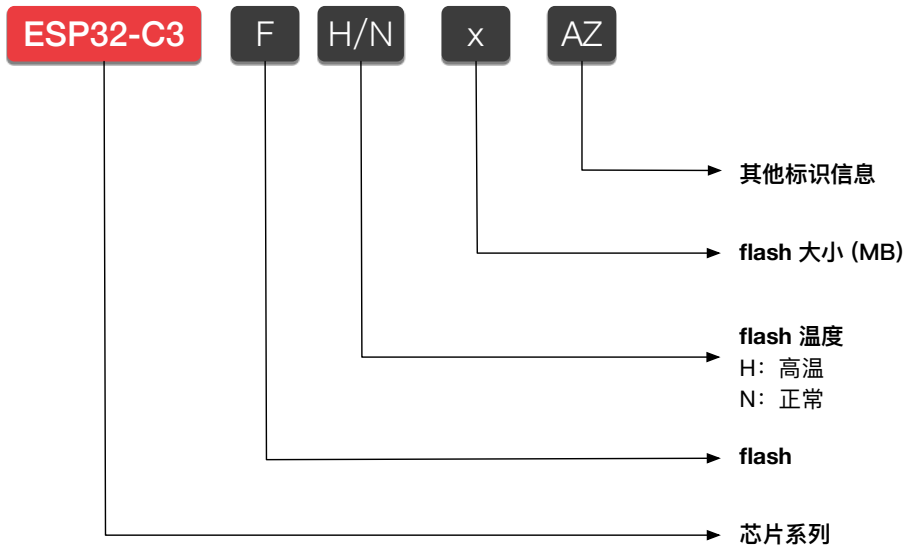 ESP32-C3 F H/N x AZ
其他标识信息
flash 大小 (MB)
flash 温度
H：高温
N：正常
flash
芯片系列